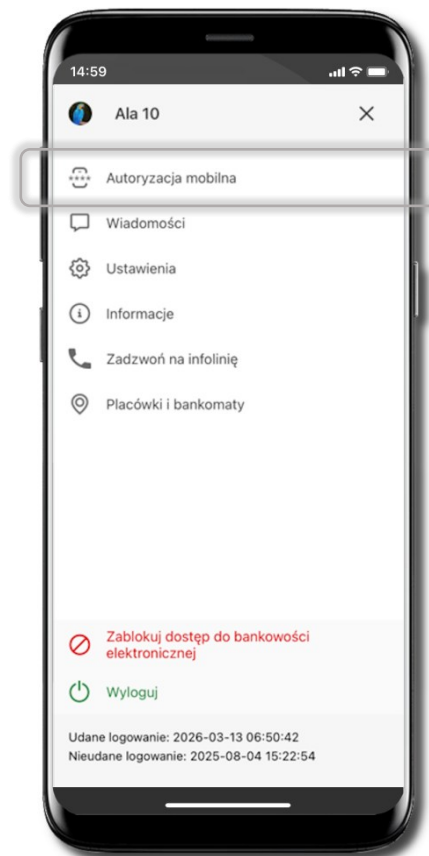 14:59
Ala 10
Autoryzacja mobilna
Wiadomości
Ustawienia
Informacje
Zadzwoń na infolinię
Placówki i bankomaty
Zablokuj dostęp do bankowości
elektronicznej
Wyloguj
Udane logowanie: 2026-03-13 06:50:42
Nieudane logowanie: 2025-08-04 15:22:54